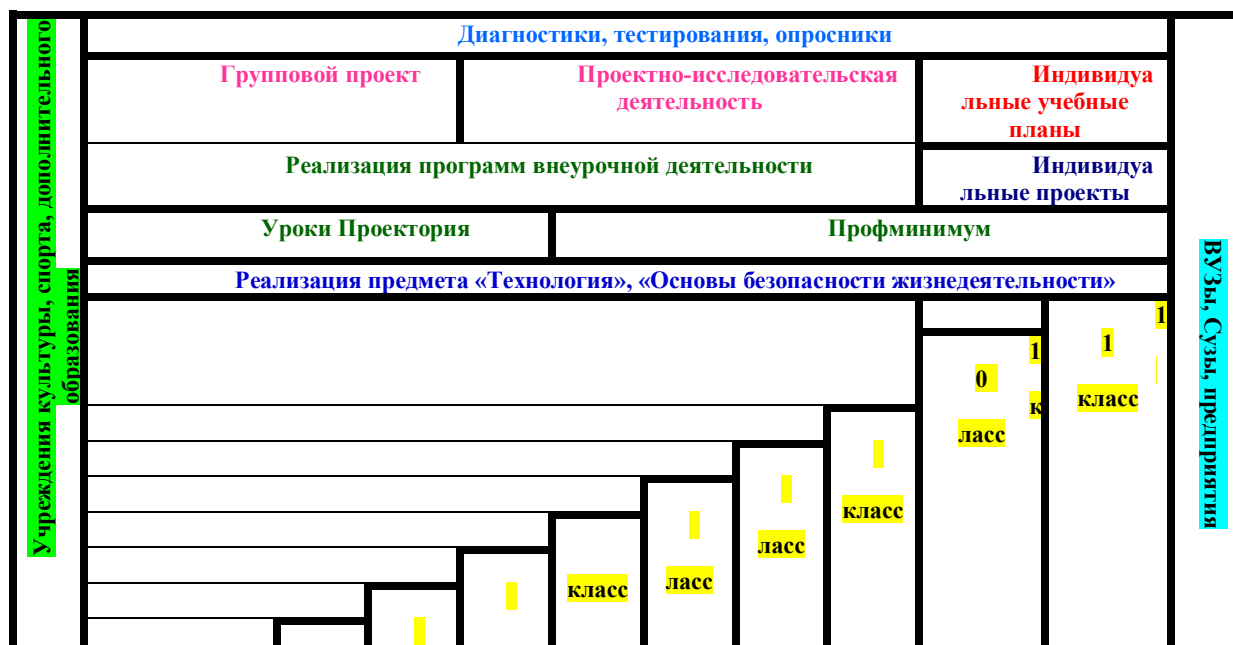 Учреждения культуры, спорта, дополнительного
образования
Диагностики, тестирования, опросники
Групповой проект
Проектно-исследовательская
деятельность
Индивидуа
льные учебные
планы
Реализация программ внеурочной деятельности
Индивидуа
льные проекты
Уроки Проектория
Профминимум
Реализация предмета «Технология», «Основы безопасности жизнедеятельности»
класс
ласс
ласс
класс
1
0
к
ласс
1
1
класс
ВУЗы, Сузы, предприятия